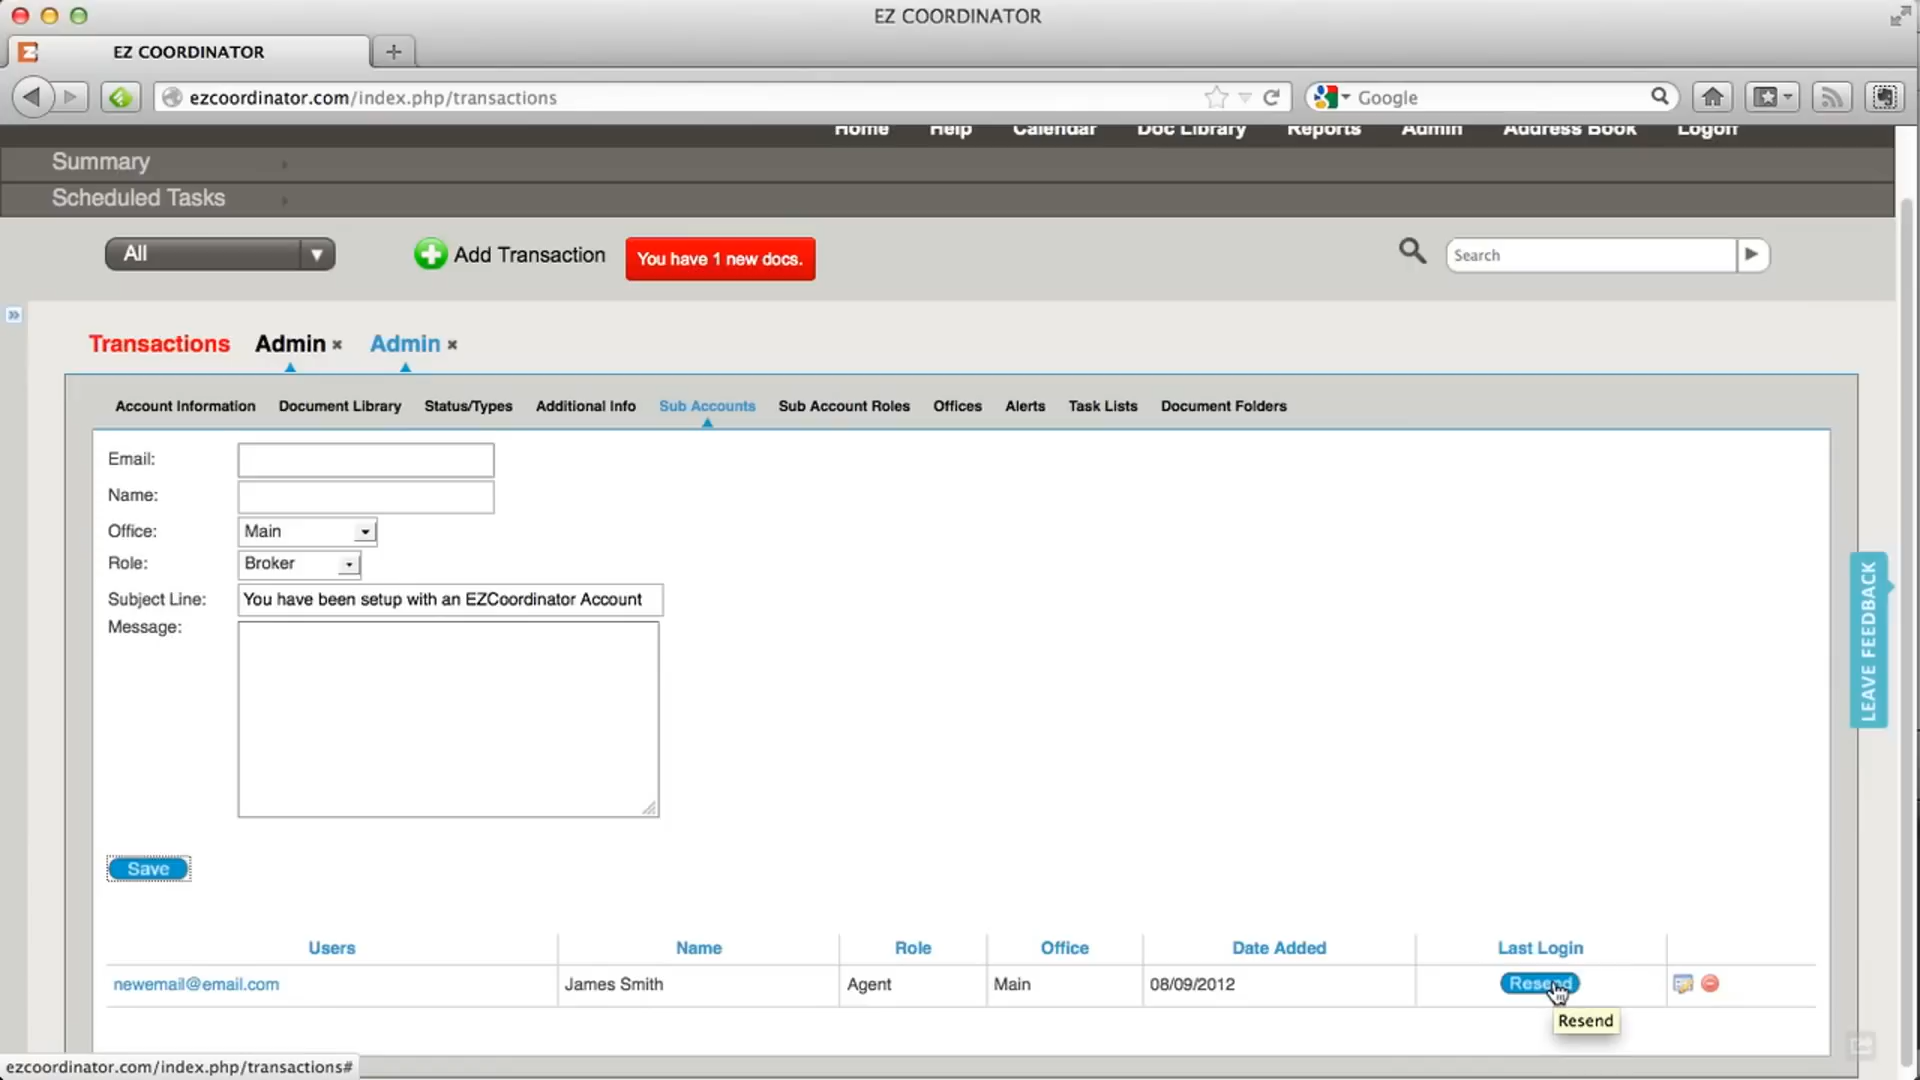 EZ COORDINATOR
EZ COORDINATOR
ezcoordinator.com/index.php/transactions
Google
Home Help Calendar Doc Library Reports Admin Address Book Logoff
Summary
Scheduled Tasks
All
Add Transaction
You have 1 new docs.
Search
Transactions Admin × Admin ×
Account Information Document Library Status/Types Additional Info Sub Accounts Sub Account Roles Offices Alerts Task Lists Document Folders
Email:
Name:
Office: Main
Role: Broker
Subject Line: You have been setup with an EZCoordinator Account
Message:
LEAVE FEEDBACK
Save
Users Name Role Office Date Added Last Login
newemail@email.com James Smith Agent Main 08/09/2012 Resend
Resend
ezcoordinator.com/index.php/transactions#